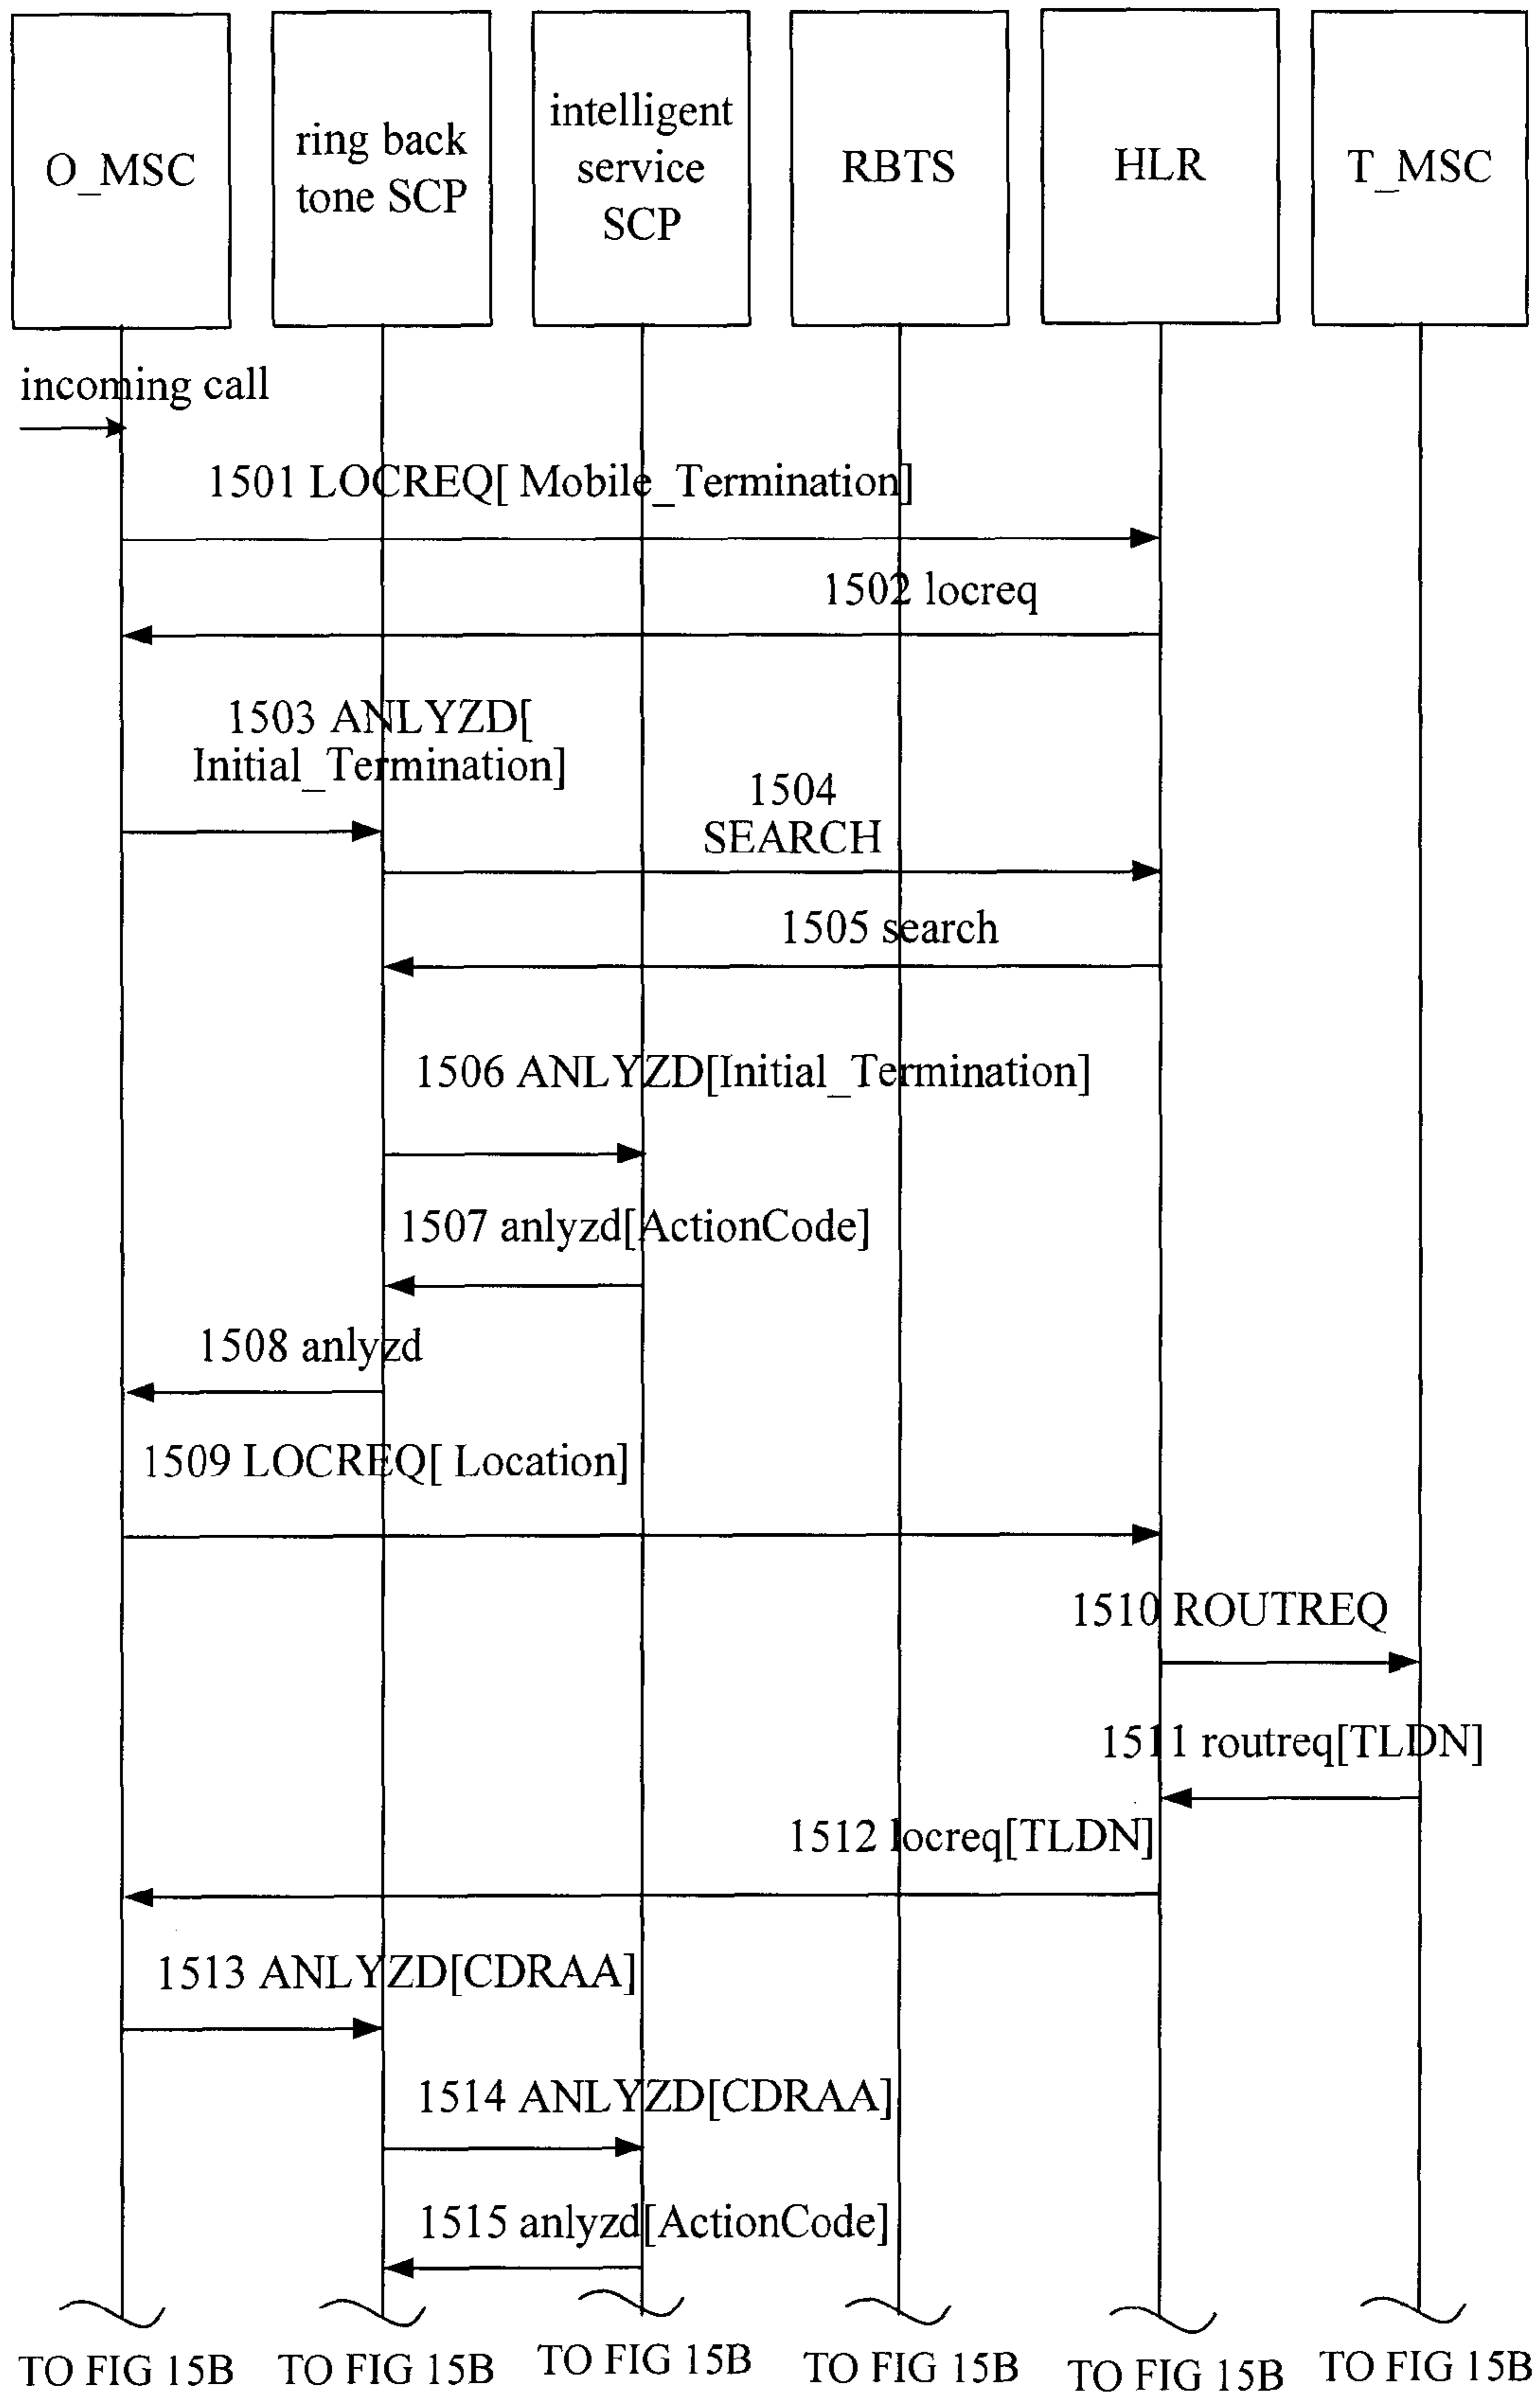 O_MSC
ring back
tone SCP
intelligent
service
SCP
RBTS
HLR
T_MSC
incoming call
1501 LOCREQ[ Mobile_Termination]
1502 locreq
1503 ANLYZD[
Initial_Termination]
1504
SEARCH
1505 search
1506 ANLYZD[Initial_Termination]
1507 anlyzd[ActionCode]
1508 anlyzd
1509 LOCREQ[ Location]
1510 ROUTREQ
1511 routreq[TLDN]
1512 locreq[TLDN]
1513 ANLYZD[CDRAA]
1514 ANLYZD[CDRAA]
1515 anlyzd[ActionCode]
TO FIG 15B
TO FIG 15B
TO FIG 15B
TO FIG 15B
TO FIG 15B
TO FIG 15B